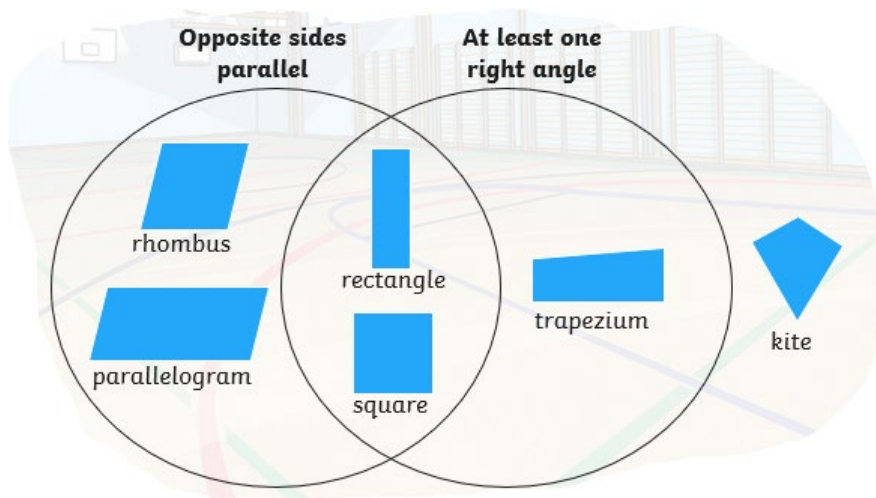 Opposite sides
parallel
At least one
right angle
rhombus
parallelogram
rectangle
square
trapezium
kite